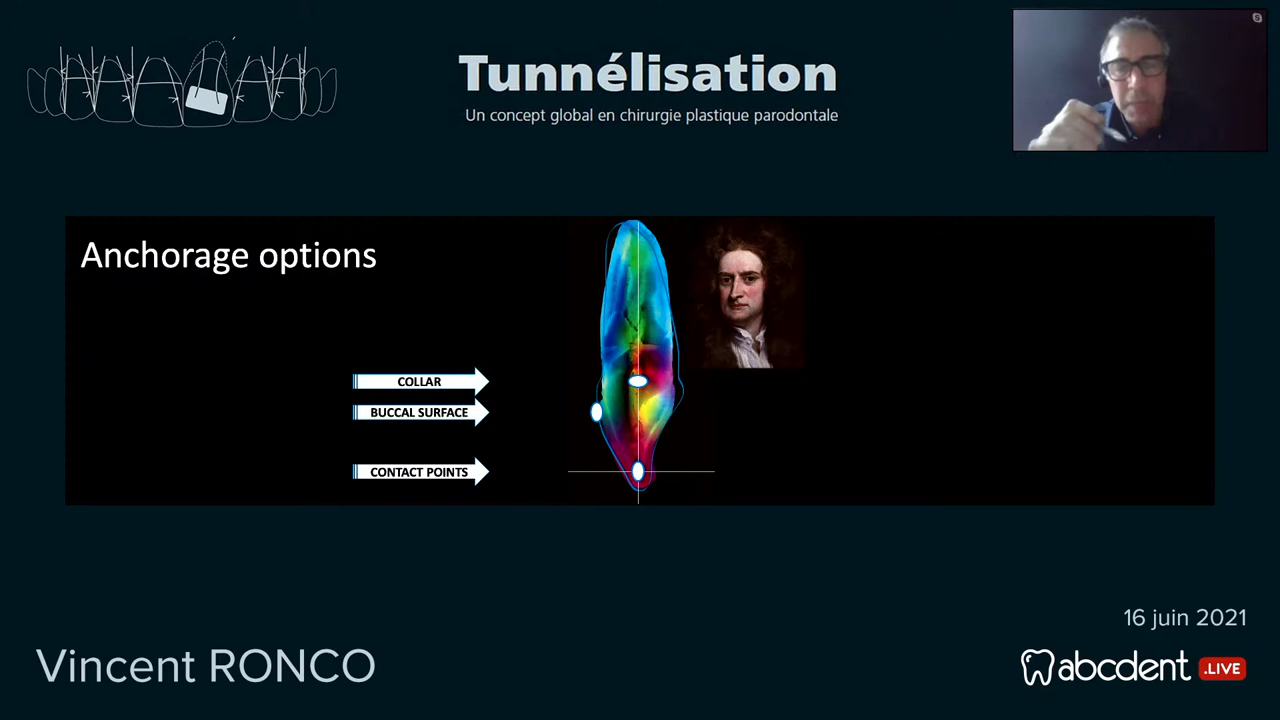 Tunnélisation
Un concept global en chirurgie plastique parodontale
Anchorage options
COLLAR
BUCCAL SURFACE
CONTACT POINTS
16 juin 2021
Vincent RONCO
abcdent .LIVE